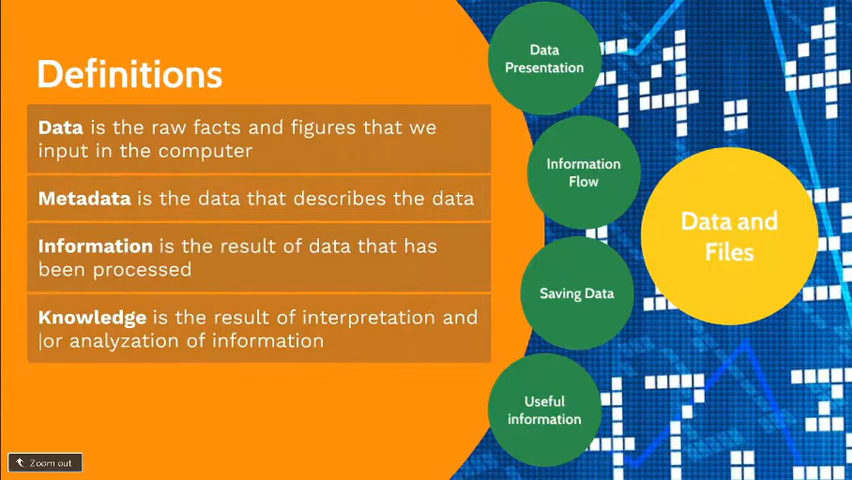 Definitions
Data is the raw facts and figures that we
input in the computer
Metadata is the data that describes the data
Information is the result of data that has
been processed
Knowledge is the result of interpretation and
|or analyzation of information
Data
Presentation
Information
Flow
Saving Data
Useful
information
Data and
Files
Zoom out